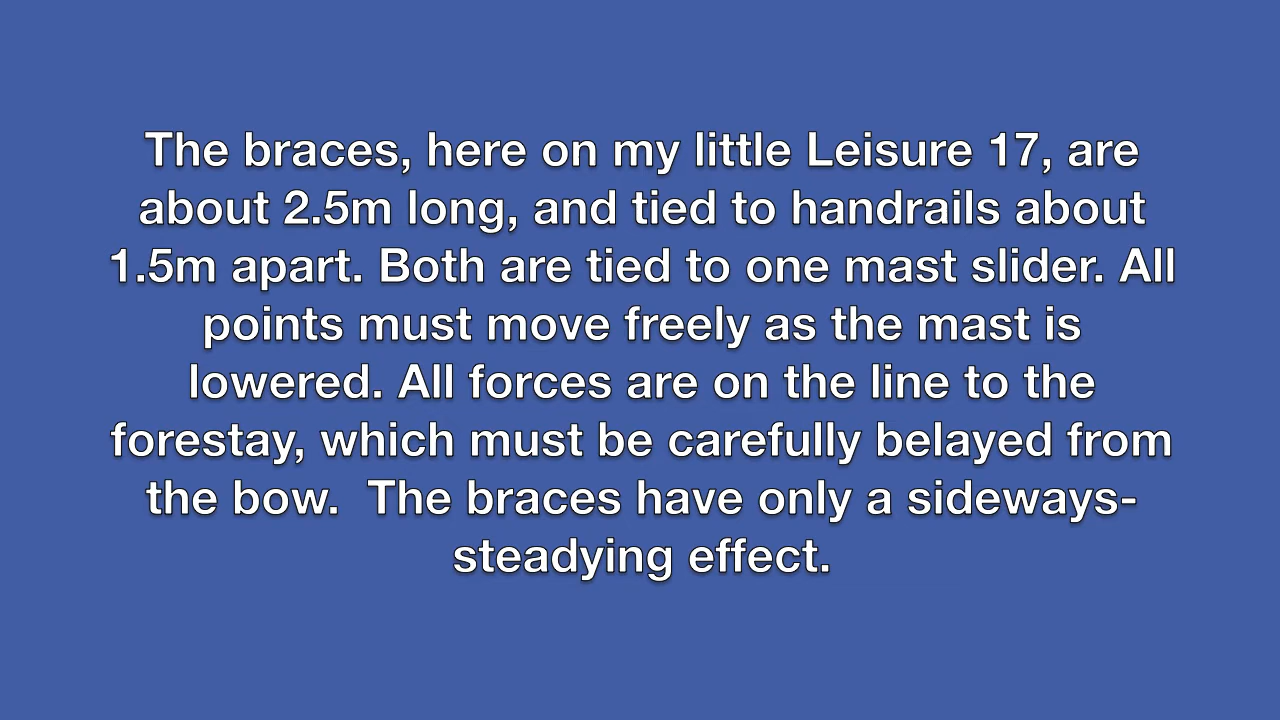 The braces, here on my little Leisure 17, are
about 2.5m long, and tied to handrails about
1.5m apart. Both are tied to one mast slider. All
points must move freely as the mast is
lowered. All forces are on the line to the
forestay, which must be carefully belayed from
the bow.  The braces have only a sideways-
steadying effect.